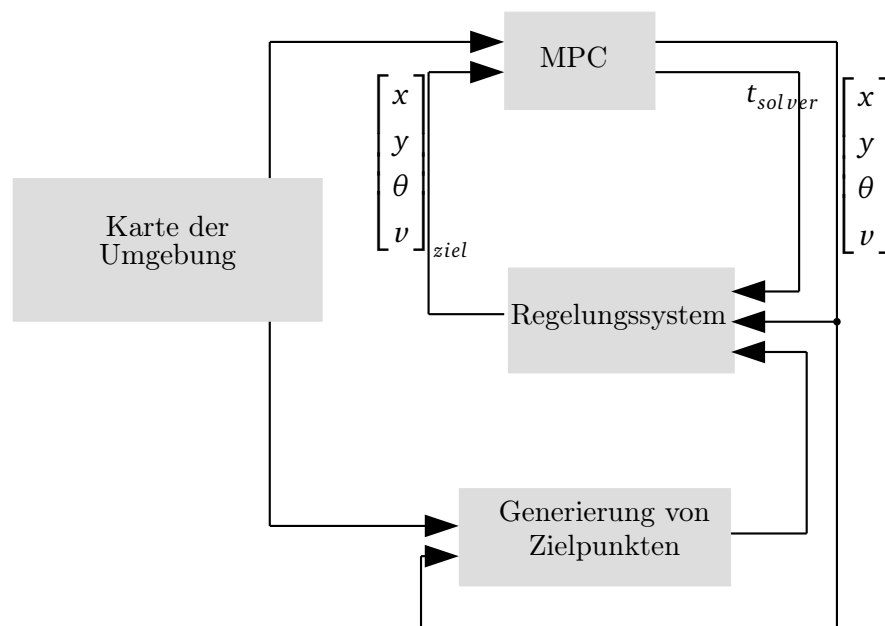 MPC
x
y
θ
v
ziel
t_solver
x
y
θ
v
Karte der
Umgebung
Regelungssystem
Generierung von
Zielpunkten